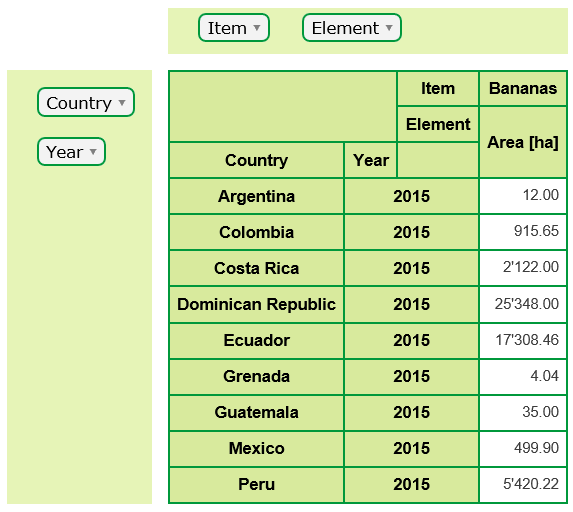 Item ▾ Element ▾
Country ▾
Year ▾
Item Bananas
Element Area [ha]
Country Year
Argentina 2015 12.00
Colombia 2015 915.65
Costa Rica 2015 2'122.00
Dominican Republic 2015 25'348.00
Ecuador 2015 17'308.46
Grenada 2015 4.04
Guatemala 2015 35.00
Mexico 2015 499.90
Peru 2015 5'420.22